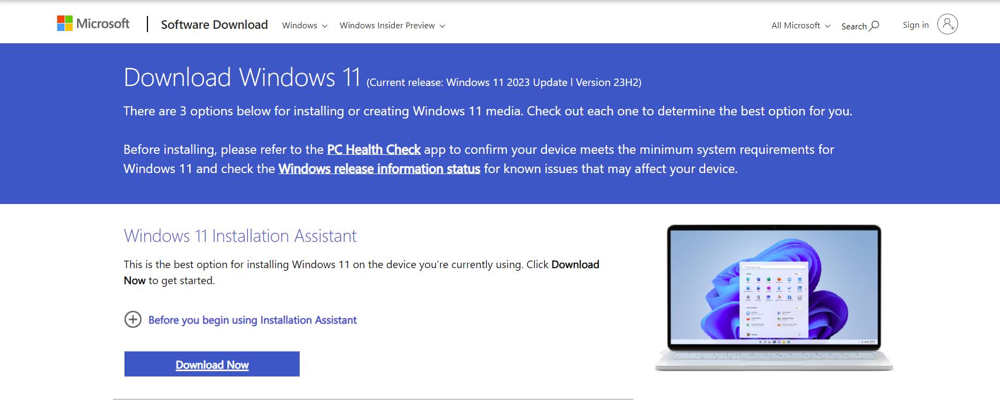 Microsoft
Software Download
Windows
Windows Insider Preview
All Microsoft
Search
Sign in
Download Windows 11 (Current release: Windows 11 2023 Update l Version 23H2)
There are 3 options below for installing or creating Windows 11 media. Check out each one to determine the best option for you.
Before installing, please refer to the PC Health Check app to confirm your device meets the minimum system requirements for
Windows 11 and check the Windows release information status for known issues that may affect your device.
Windows 11 Installation Assistant
This is the best option for installing Windows 11 on the device you’re currently using. Click Download
Now to get started.
Before you begin using Installation Assistant
Download Now